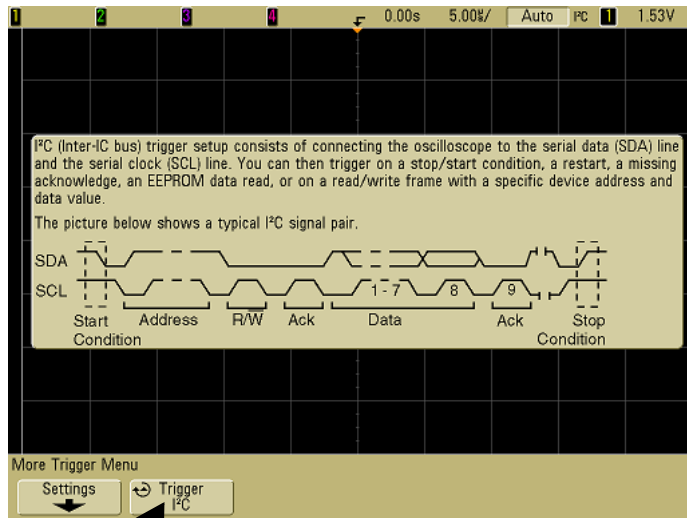 1 2 3 4 0.00s 5.00%/ Auto I²C 1 1.53V
I²C (Inter-IC bus) trigger setup consists of connecting the oscilloscope to the serial data (SDA) line
and the serial clock (SCL) line. You can then trigger on a stop/start condition, a restart, a missing
acknowledge, an EEPROM data read, or on a read/write frame with a specific device address and
data value.
The picture below shows a typical I²C signal pair.
SDA
SCL 1 - 7 8 9
Start Address R/W̅ Ack Data Ack Stop
Condition Condition
More Trigger Menu
Settings Trigger
I²C